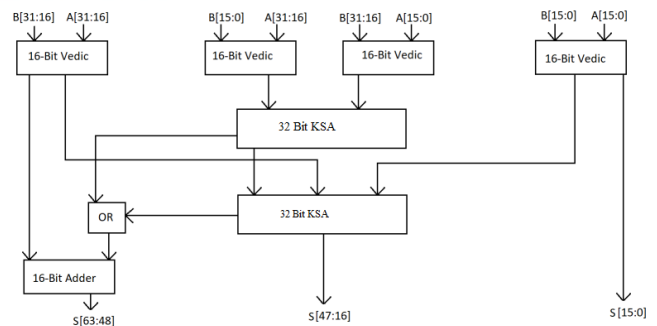 B[31:16] A[31:16] B[15:0] A[31:16] B[31:16] A[15:0] B[15:0] A[15:0]
16-Bit Vedic 16-Bit Vedic 16-Bit Vedic 16-Bit Vedic
32 Bit KSA
32 Bit KSA
OR
16-Bit Adder
S[63:48] S[47:16] S[15:0]